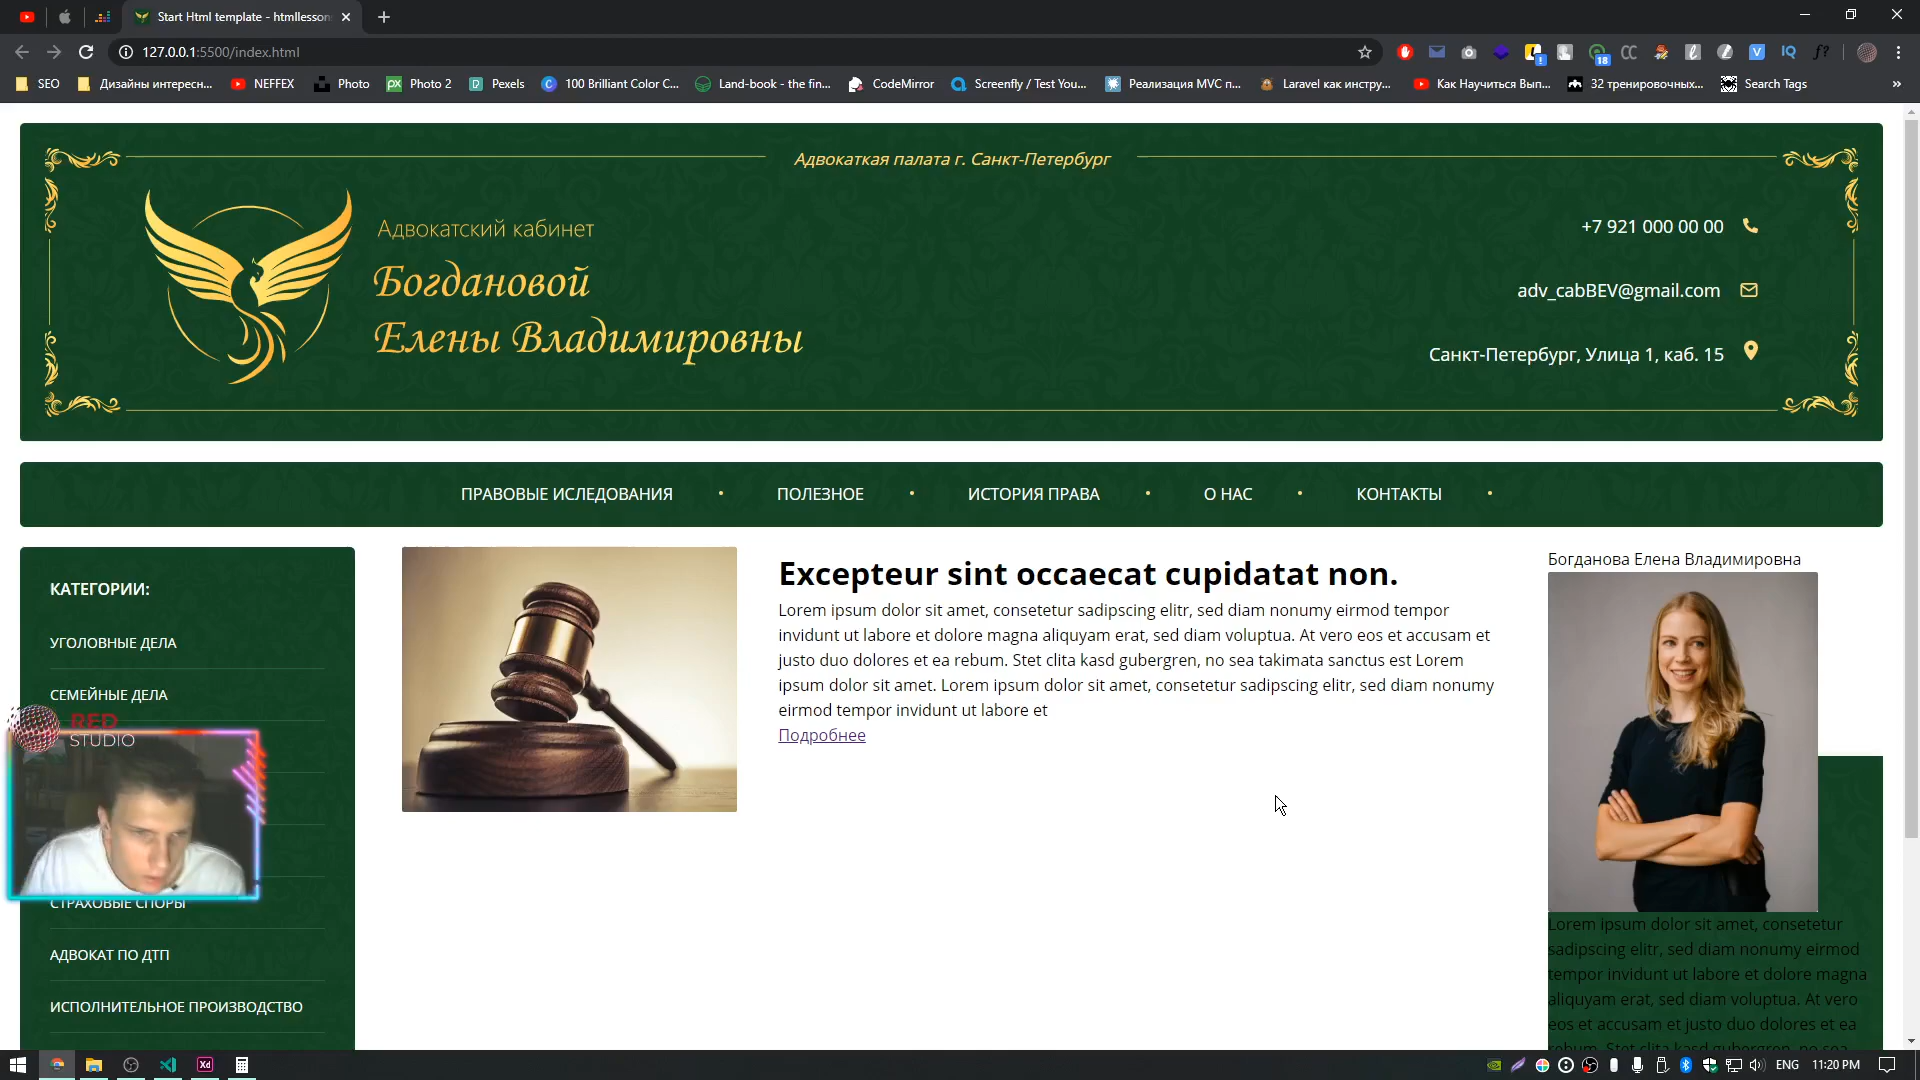 Start Html template - htmllesson
127.0.0.1:5500/index.html
SEO
Дизайны интересн...
NEFFEX
Photo
Photo 2
Pexels
100 Brilliant Color C...
Land-book - the fin...
CodeMirror
Screenfly / Test You...
Реализация MVC п...
Laravel как инстру...
Как Научиться Вып...
32 тренировочных...
Search Tags
»
Адвокаткая палата г. Санкт-Петербург
Адвокатский кабинет
Богдановой
Елены Владимировны
+7 921 000 00 00
adv_cabBEV@gmail.com
Санкт-Петербург, Улица 1, каб. 15
ПРАВОВЫЕ ИСЛЕДОВАНИЯ
ПОЛЕЗНОЕ
ИСТОРИЯ ПРАВА
О НАС
КОНТАКТЫ
КАТЕГОРИИ:
УГОЛОВНЫЕ ДЕЛА
СЕМЕЙНЫЕ ДЕЛА
RED
STUDIO
СТРАХОВЫЕ СПОРЫ
АДВОКАТ ПО ДТП
ИСПОЛНИТЕЛЬНОЕ ПРОИЗВОДСТВО
Excepteur sint occaecat cupidatat non.
Lorem ipsum dolor sit amet, consetetur sadipscing elitr, sed diam nonumy eirmod tempor
invidunt ut labore et dolore magna aliquyam erat, sed diam voluptua. At vero eos et accusam et
justo duo dolores et ea rebum. Stet clita kasd gubergren, no sea takimata sanctus est Lorem
ipsum dolor sit amet. Lorem ipsum dolor sit amet, consetetur sadipscing elitr, sed diam nonumy
eirmod tempor invidunt ut labore et
Подробнее
Богданова Елена Владимировна
Lorem ipsum dolor sit amet, consetetur
sadipscing elitr, sed diam nonumy eirmod
tempor invidunt ut labore et dolore magna
aliquyam erat, sed diam voluptua. At vero
eos et accusam et justo duo dolores et ea
rebum. Stet clita kasd gubergren, no sea
ENG
11:20 PM